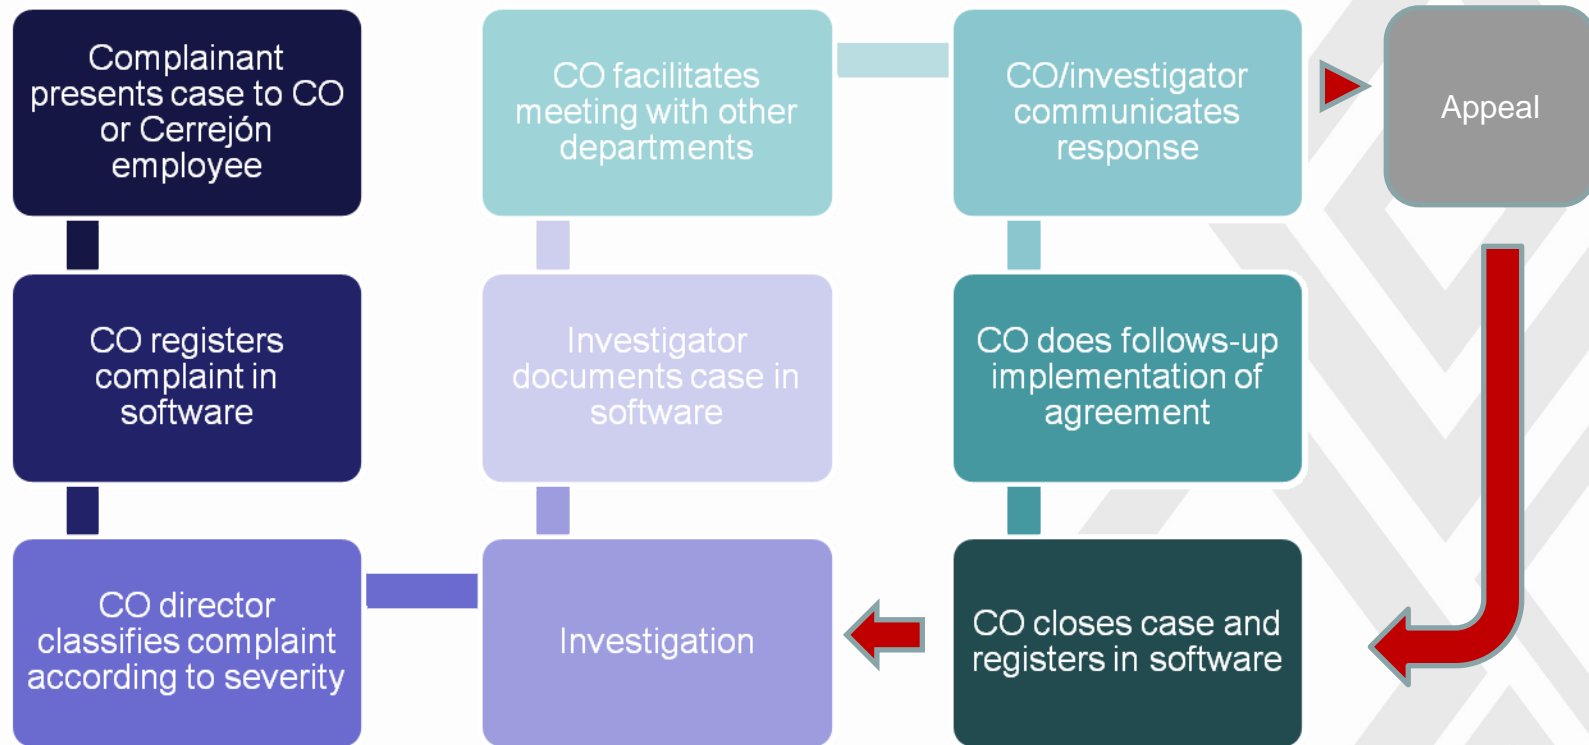 Complainant
presents case to CO
or Cerrejón
employee
CO registers
complaint in
software
CO director
classifies complaint
according to severity
Investigation
Investigator
documents case in
software
CO facilitates
meeting with other
departments
CO/investigator
communicates
response
CO does follows-up
implementation of
agreement
CO closes case and
registers in software
Appeal